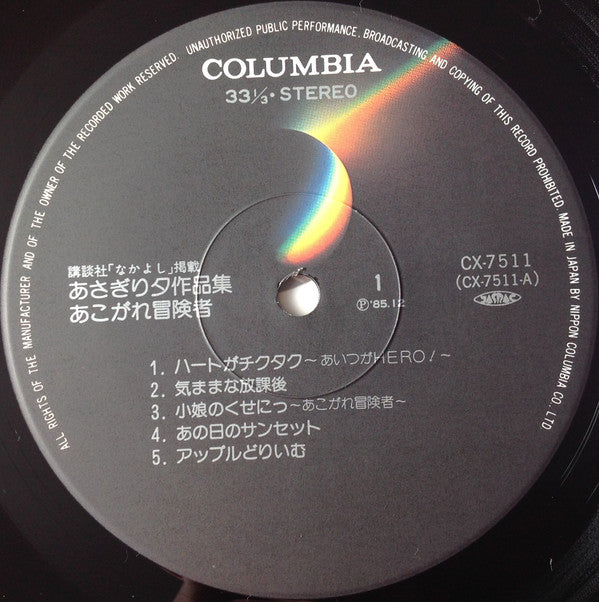 ALL RIGHTS OF THE MANUFACTURER AND OF THE OWNER OF THE RECORDED WORK RESERVED. UNAUTHORIZED PUBLIC PERFORMANCE, BROADCASTING AND COPYING OF THIS RECORD PROHIBITED. MADE IN JAPAN BY NIPPON COLUMBIA CO., LTD
COLUMBIA
33⅓・STEREO
講談社「なかよし」掲載
あさぎり夕作品集
あこがれ冒険者
1
Ⓟ'85.12
CX-7511
(CX-7511-A)
JASRAC
1. ハートがチクタク〜あいつがHERO!〜
2. 気ままな放課後
3. 小娘のくせにっ〜あこがれ冒険者〜
4. あの日のサンセット
5. アップルどりいむ